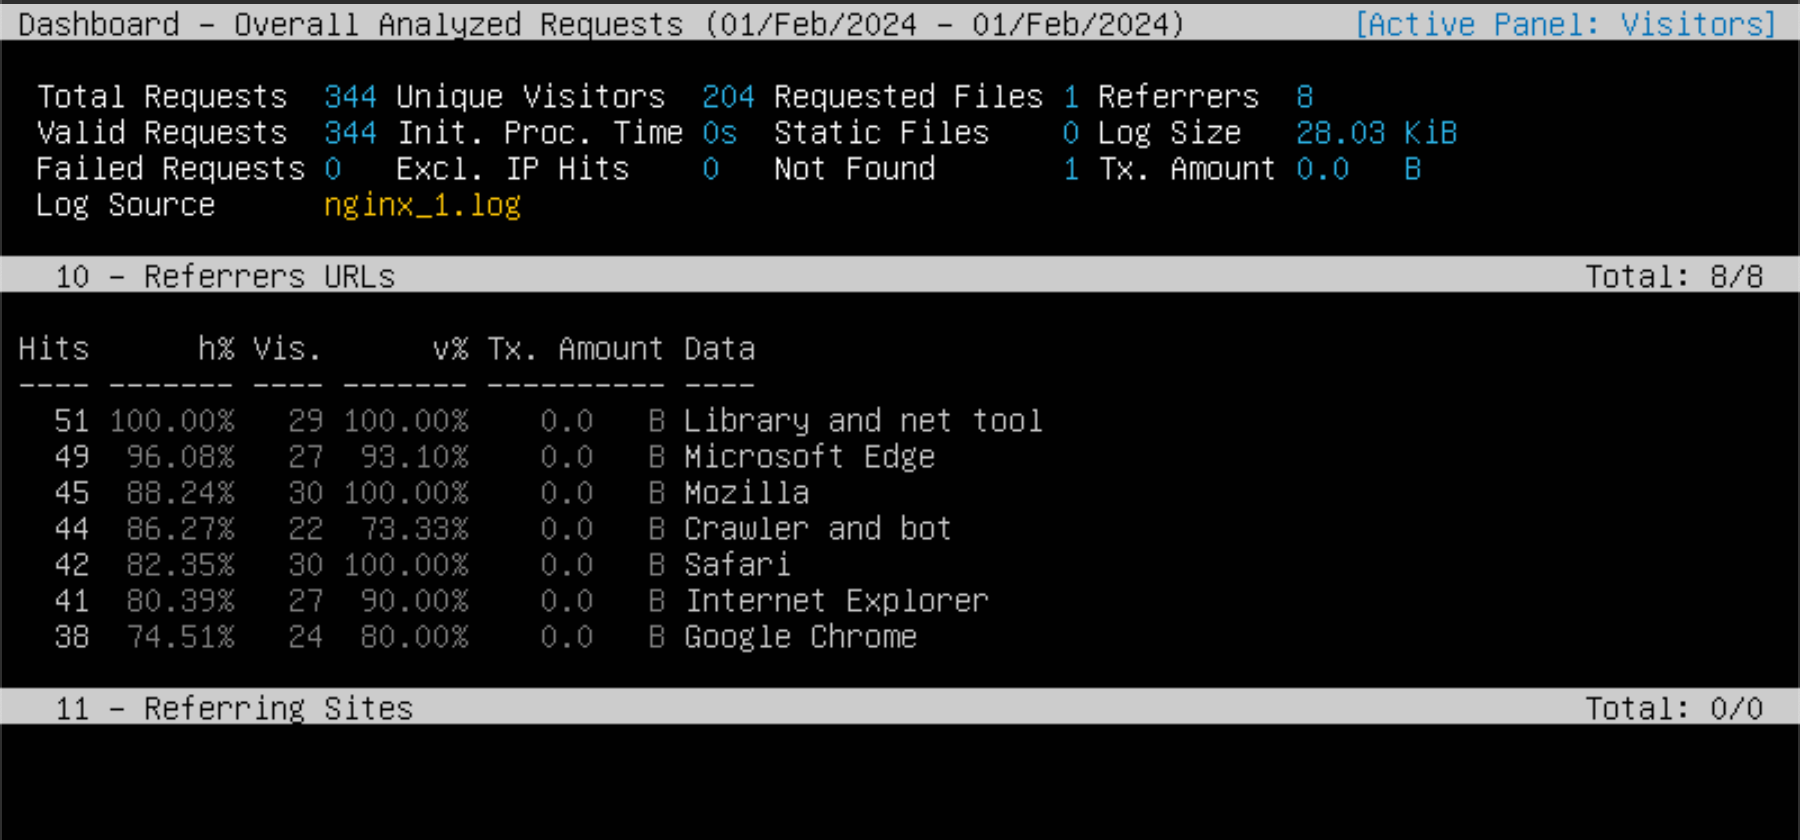 Dashboard - Overall Analyzed Requests (01/Feb/2024 - 01/Feb/2024) [Active Panel: Visitors]
Total Requests 344 Unique Visitors 204 Requested Files 1 Referrers 8
Valid Requests 344 Init. Proc. Time 0s Static Files 0 Log Size 28.03 KiB
Failed Requests 0 Excl. IP Hits 0 Not Found 1 Tx. Amount 0.0 B
Log Source nginx_1.log
10 - Referrers URLs Total: 8/8
Hits h% Vis. v% Tx. Amount Data
---- ------- ---- ------- ---------- ----
51 100.00% 29 100.00% 0.0 B Library and net tool
49 96.08% 27 93.10% 0.0 B Microsoft Edge
45 88.24% 30 100.00% 0.0 B Mozilla
44 86.27% 22 73.33% 0.0 B Crawler and bot
42 82.35% 30 100.00% 0.0 B Safari
41 80.39% 27 90.00% 0.0 B Internet Explorer
38 74.51% 24 80.00% 0.0 B Google Chrome
11 - Referring Sites Total: 0/0